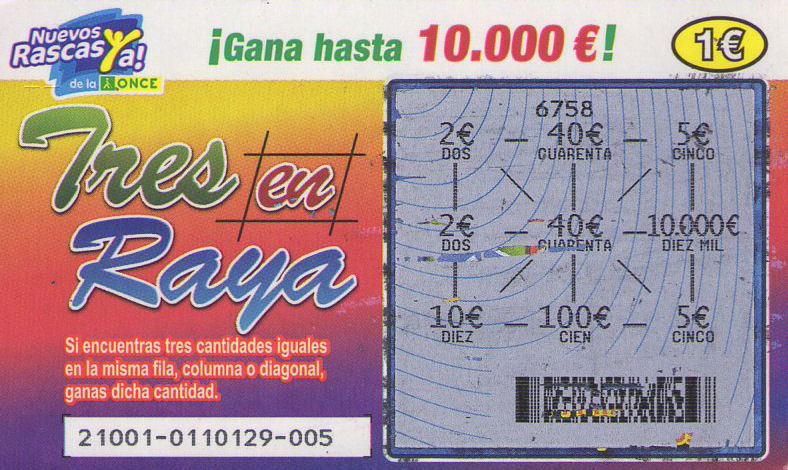 Nuevos
Rascas Ya!
de la ONCE
¡Gana hasta 10.000 €!
1€
Tres en
Raya
Si encuentras tres cantidades iguales
en la misma fila, columna o diagonal,
ganas dicha cantidad.
21001-0110129-005
6758
2€ 40€ 5€
DOS CUARENTA CINCO
2€ 40€ 10.000€
DOS CUARENTA DIEZ MIL
10€ 100€ 5€
DIEZ CIEN CINCO